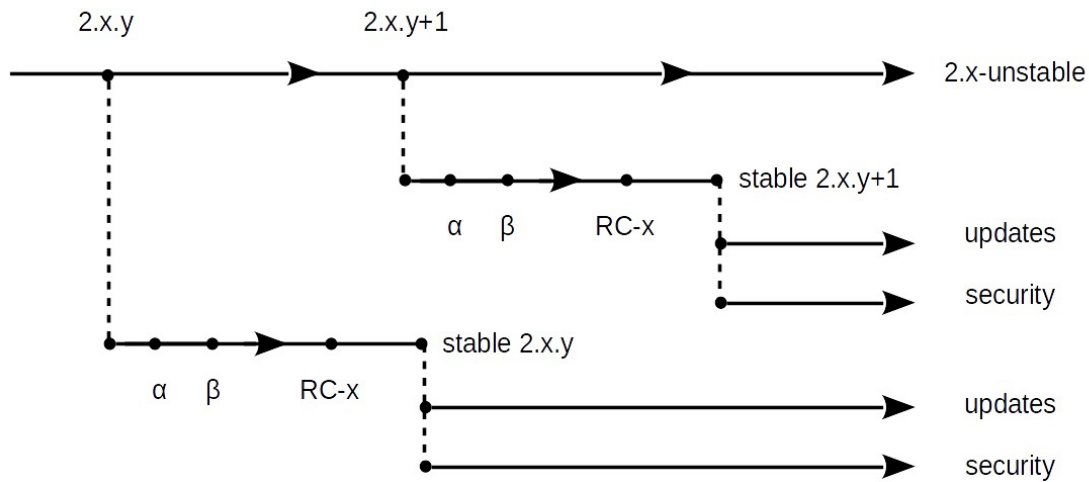 2.x.y
2.x.y+1
2.x-unstable
stable 2.x.y+1
α β RC-x
updates
security
stable 2.x.y
α β RC-x
updates
security